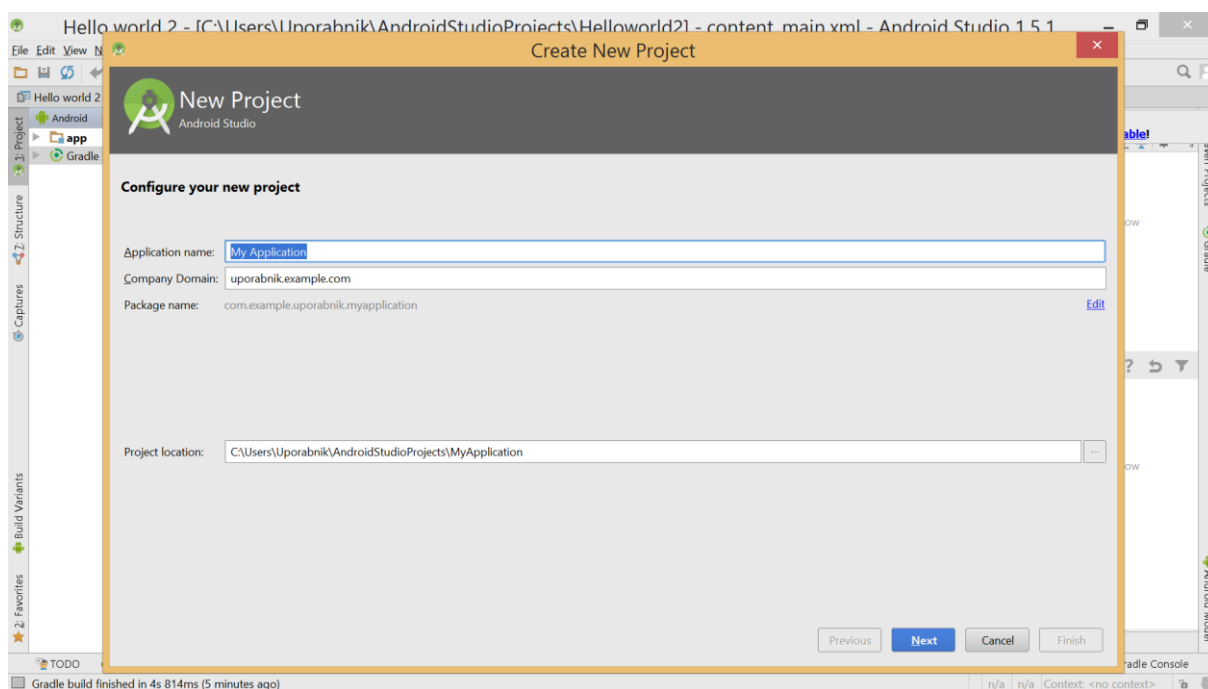 Hello world 2 - [C:\Users\Uporabnik\AndroidStudioProjects\Helloworld2] - content_main.xml - Android Studio 1.5.1
File Edit View N
Create New Project
Hello world 2
New Project
Android Studio
Android
app
Gradle
1: Project
7: Structure
Captures
Build Variants
2: Favorites
able!
Configure your new project
Application name: My Application
Company Domain: uporabnik.example.com
Package name: com.example.uporabnik.myapplication Edit
Project location: C:\Users\Uporabnik\AndroidStudioProjects\MyApplication ...
Previous Next Cancel Finish
ow
ow
Gradle
TODO
radle Console
Gradle build finished in 4s 814ms (5 minutes ago)
n/a n/a Context: <no context>